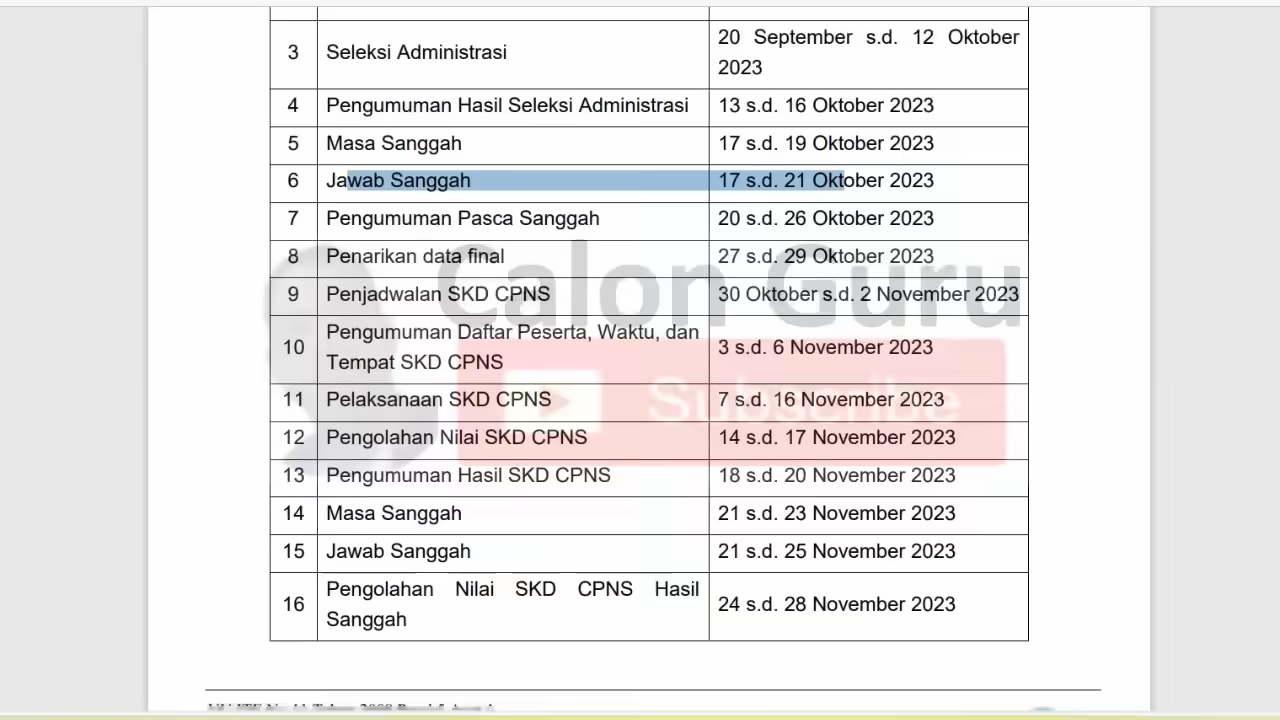 3 Seleksi Administrasi 20 September s.d. 12 Oktober
2023
4 Pengumuman Hasil Seleksi Administrasi 13 s.d. 16 Oktober 2023
5 Masa Sanggah 17 s.d. 19 Oktober 2023
6 Jawab Sanggah 17 s.d. 21 Oktober 2023
7 Pengumuman Pasca Sanggah 20 s.d. 26 Oktober 2023
8 Penarikan data final 27 s.d. 29 Oktober 2023
9 Penjadwalan SKD CPNS 30 Oktober s.d. 2 November 2023
10 Pengumuman Daftar Peserta, Waktu, dan
Tempat SKD CPNS 3 s.d. 6 November 2023
11 Pelaksanaan SKD CPNS 7 s.d. 16 November 2023
12 Pengolahan Nilai SKD CPNS 14 s.d. 17 November 2023
13 Pengumuman Hasil SKD CPNS 18 s.d. 20 November 2023
14 Masa Sanggah 21 s.d. 23 November 2023
15 Jawab Sanggah 21 s.d. 25 November 2023
16 Pengolahan Nilai SKD CPNS Hasil
Sanggah 24 s.d. 28 November 2023
Calon Guru
Subscribe